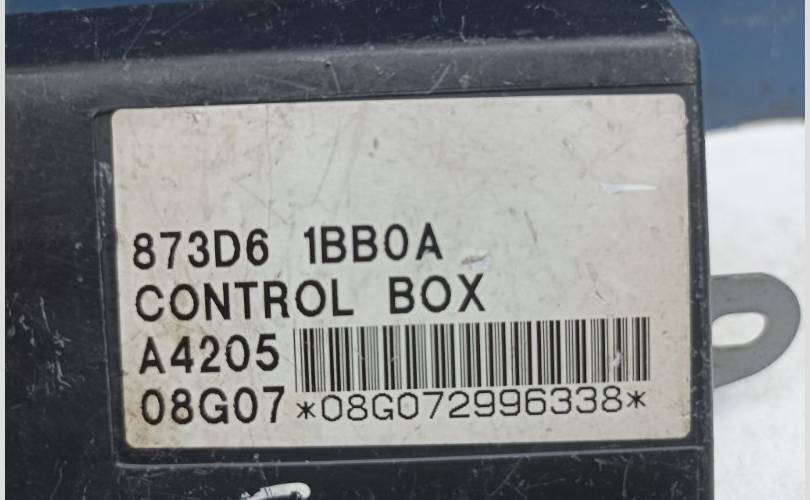 873D6 1BB0A
CONTROL BOX
A4205
08G07 *08G072996338*